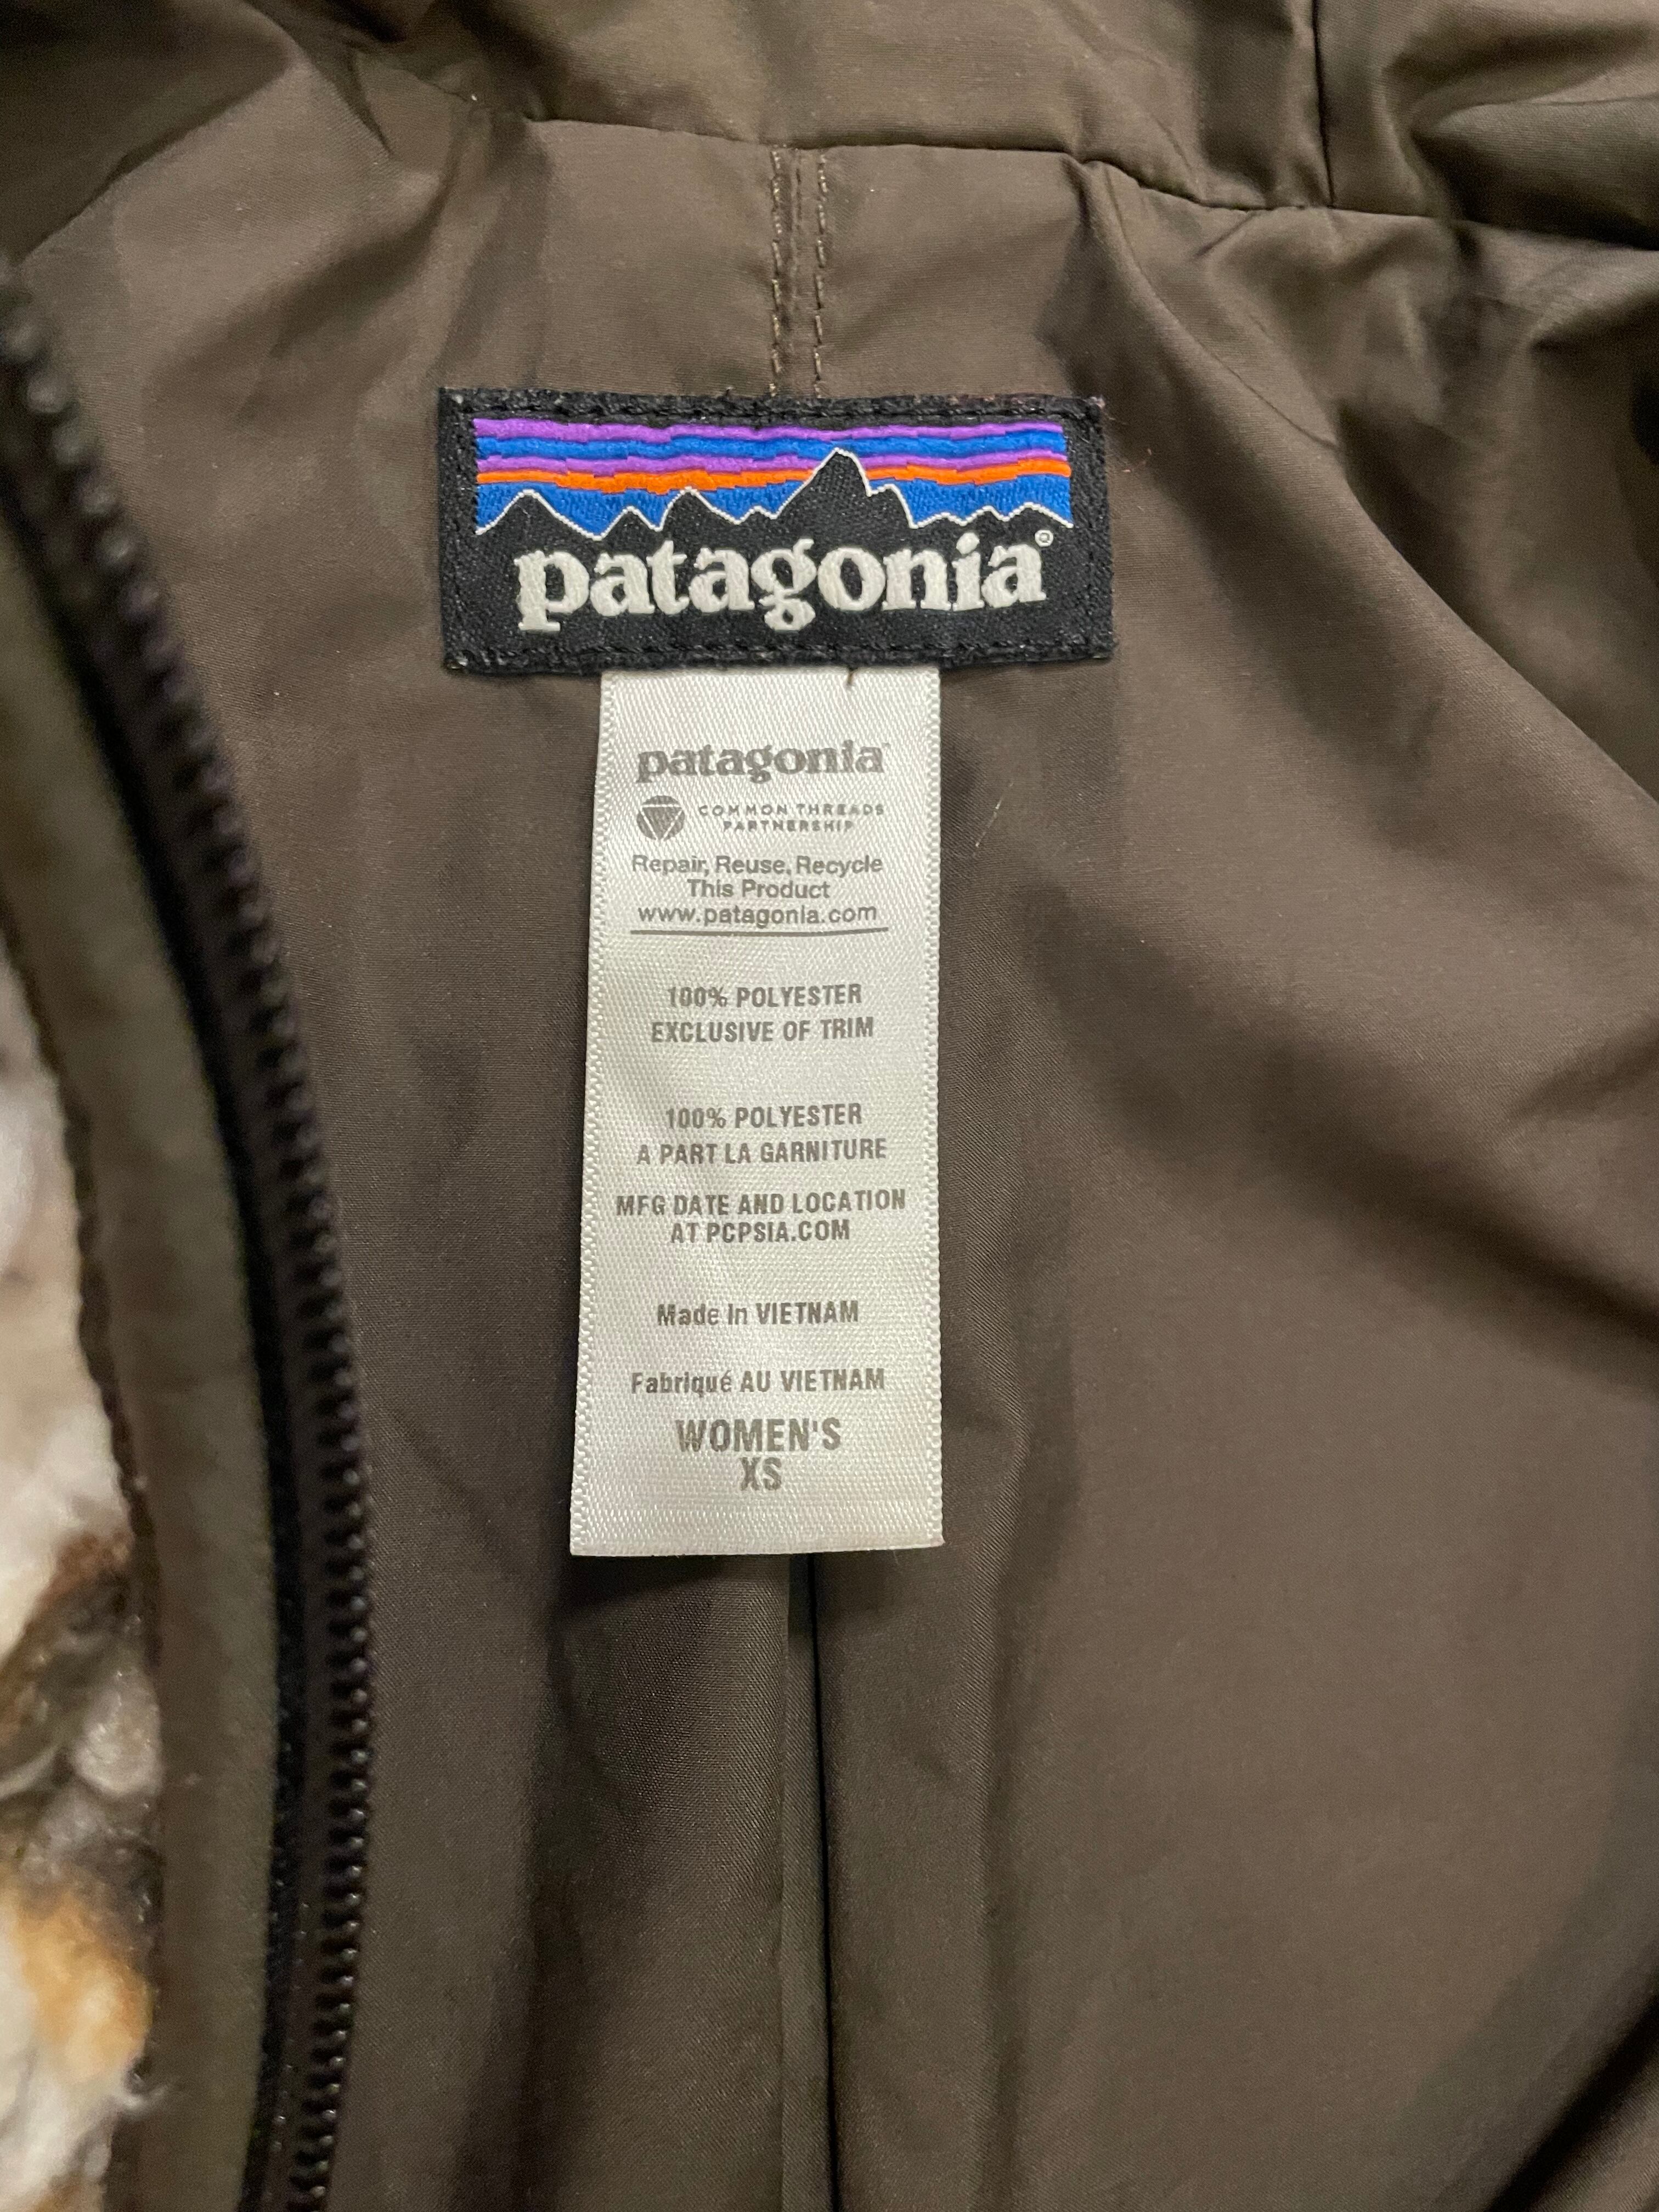 patagonia®
patagonia
COMMON THREADS
PARTNERSHIP
Repair, Reuse, Recycle
This Product
www.patagonia.com
100% POLYESTER
EXCLUSIVE OF TRIM
100% POLYESTER
A PART LA GARNITURE
MFG DATE AND LOCATION
AT PCPSIA.COM
Made In VIETNAM
Fabriqué AU VIETNAM
WOMEN'S
XS